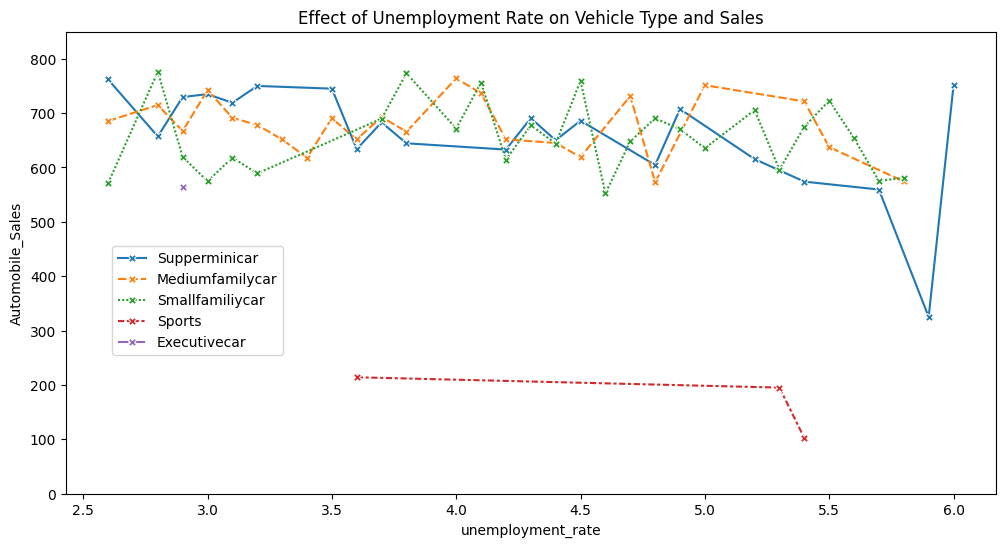 Effect of Unemployment Rate on Vehicle Type and Sales
Automobile_Sales
800
700
600
500
400
300
200
100
0
Supperminicar
Mediumfamilycar
Smallfamiliycar
Sports
Executivecar
2.5 3.0 3.5 4.0 4.5 5.0 5.5 6.0
unemployment_rate